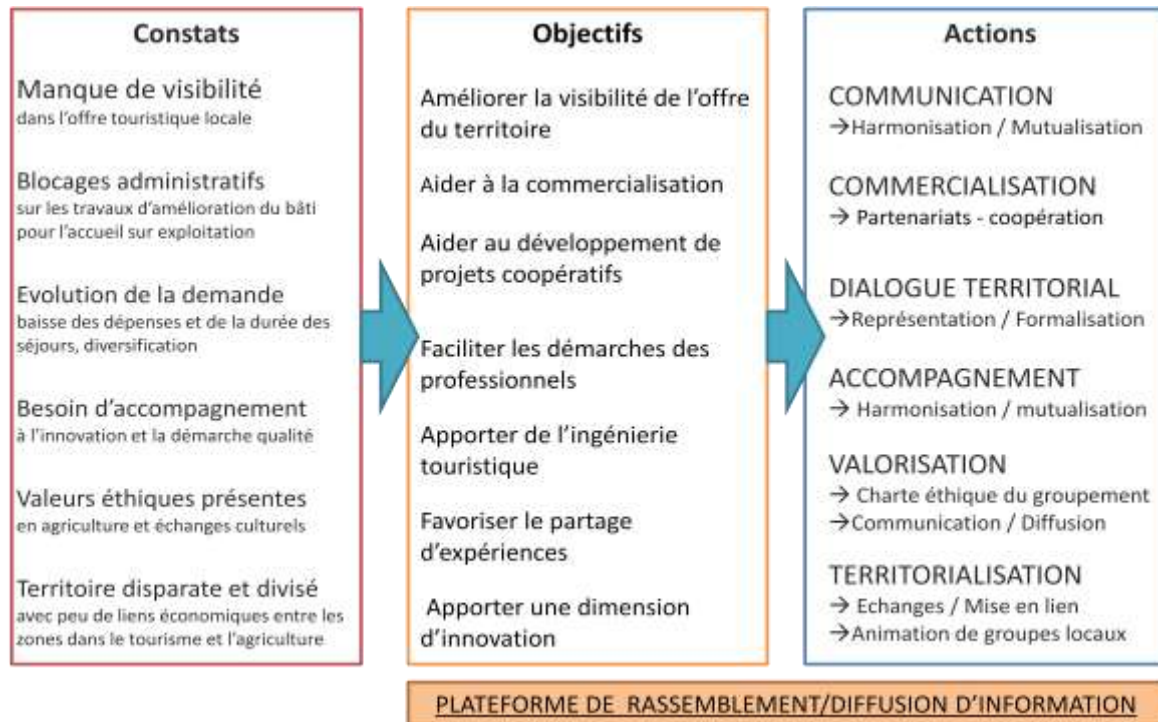 Constats
Manque de visibilité
dans l'offre touristique locale
Blocages administratifs
sur les travaux d'amélioration du bâti
pour l'accueil sur exploitation
Evolution de la demande
baisse des dépenses et de la durée des
séjours, diversification
Besoin d'accompagnement
à l'innovation et la démarche qualité
Valeurs éthiques présentes
en agriculture et échanges culturels
Territoire disparate et divisé
avec peu de liens économiques entre les
zones dans le tourisme et l'agriculture
Objectifs
Améliorer la visibilité de l'offre
du territoire
Aider à la commercialisation
Aider au développement de
projets coopératifs
Faciliter les démarches des
professionnels
Apporter de l'ingénierie
touristique
Favoriser le partage
d'expériences
Apporter une dimension
d'innovation
Actions
COMMUNICATION
→Harmonisation / Mutualisation
COMMERCIALISATION
→ Partenariats - coopération
DIALOGUE TERRITORIAL
→Représentation / Formalisation
ACCOMPAGNEMENT
→ Harmonisation / mutualisation
VALORISATION
→ Charte éthique du groupement
→Communication / Diffusion
TERRITORIALISATION
→ Echanges / Mise en lien
→Animation de groupes locaux
PLATEFORME DE RASSEMBLEMENT/DIFFUSION D'INFORMATION